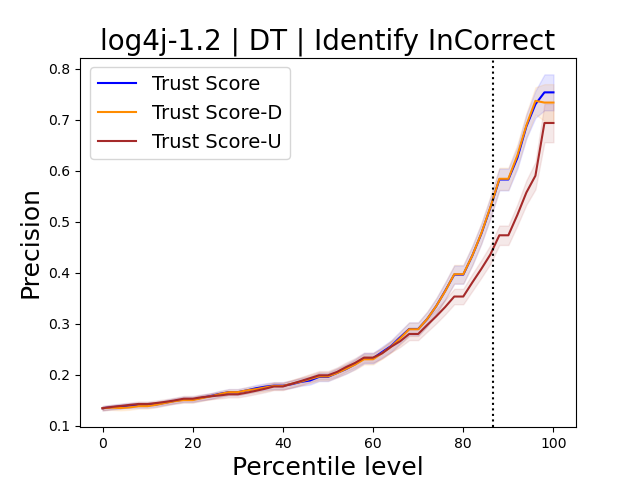 log4j-1.2 | DT | Identify InCorrect
Trust Score
Trust Score-D
Trust Score-U
Precision
0.8
0.7
0.6
0.5
0.4
0.3
0.2
0.1
0 20 40 60 80 100
Percentile level